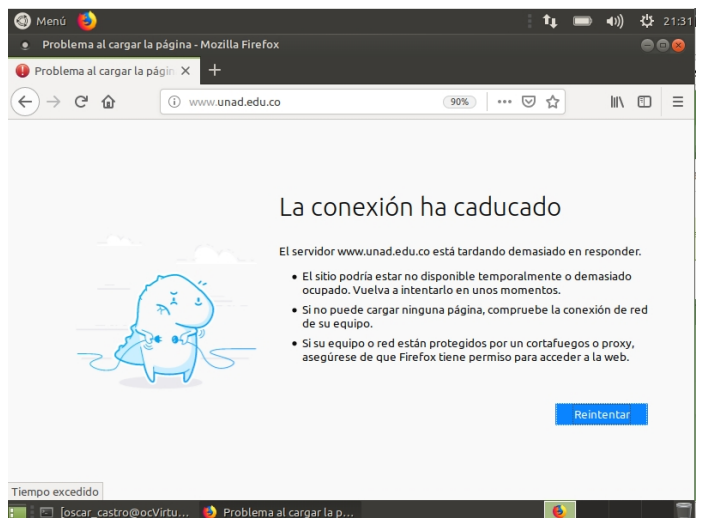 Menú
21:31
Problema al cargar la página - Mozilla Firefox
Problema al cargar la págin
www.unad.edu.co
90%
La conexión ha caducado
El servidor www.unad.edu.co está tardando demasiado en responder.
El sitio podría estar no disponible temporalmente o demasiado
ocupado. Vuelva a intentarlo en unos momentos.
Si no puede cargar ninguna página, compruebe la conexión de red
de su equipo.
Si su equipo o red están protegidos por un cortafuegos o proxy,
asegúrese de que Firefox tiene permiso para acceder a la web.
Reintentar
Tiempo excedido
[oscar_castro@ocVirtu...
Problema al cargar la p...